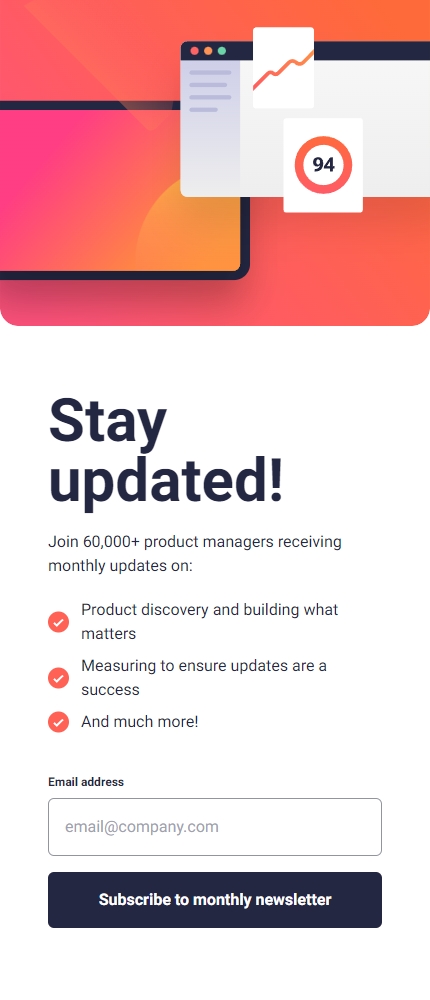 94
Stay
updated!
Join 60,000+ product managers receiving
monthly updates on:
Product discovery and building what
matters
Measuring to ensure updates are a
success
And much more!
Email address
email@company.com
Subscribe to monthly newsletter